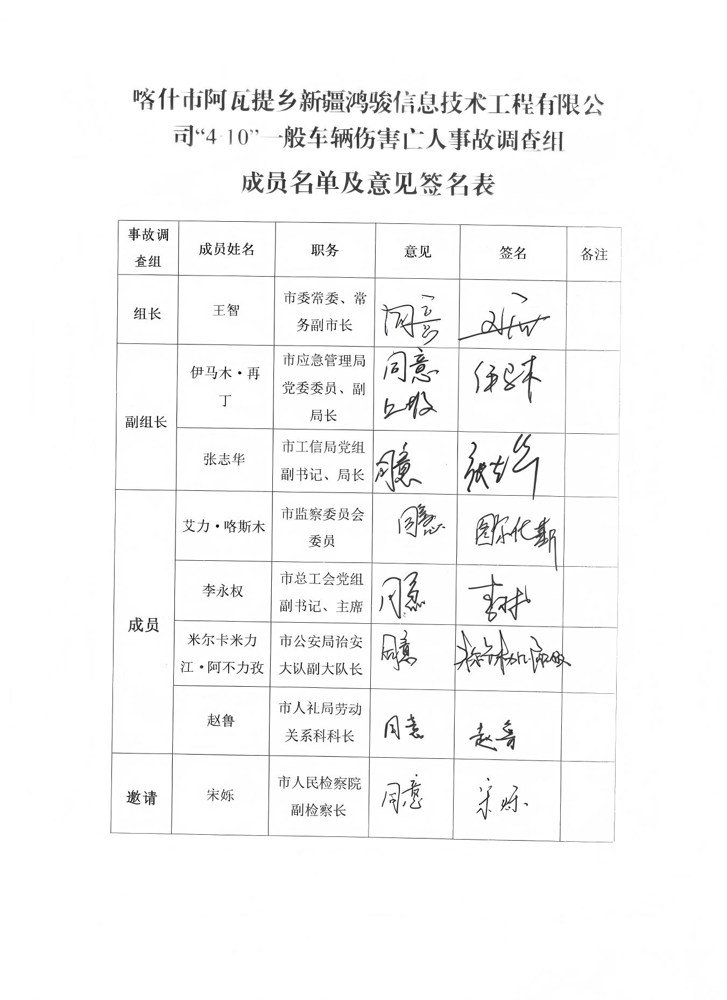 喀什市阿瓦提乡新疆鸿骏信息技术工程有限公
司“4·10”一般车辆伤害亡人事故调查组
成员名单及意见签名表
事故调
查组
成员姓名
职务
意见
签名
备注
组长
王智
市委常委、常
务副市长
同意
副组长
伊马木·再
丁
市应急管理局
党委委员、副
局长
同意
上报
伊马木
张志华
市工信局党组
副书记、局长
同意
张志华
成员
艾力·咯斯木
市监察委员会
委员
同意
李永权
市总工会党组
副书记、主席
同意
米尔卡米力
江·阿不力孜
市公安局治安
大队副大队长
同意
赵鲁
市人社局劳动
关系科科长
同意
赵鲁
邀请
宋烁
市人民检察院
副检察长
同意
宋烁